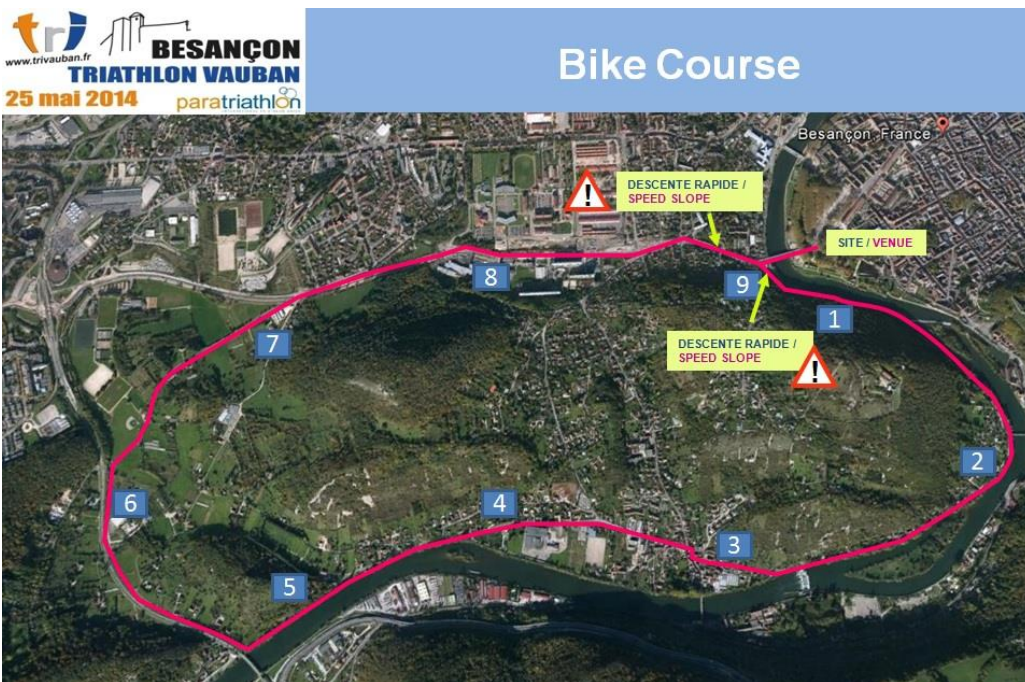 tri
www.trivauban.fr
BESANÇON
TRIATHLON VAUBAN
25 mai 2014
paratriathlon
Bike Course
Besançon, France
!
DESCENTE RAPIDE /
SPEED SLOPE
SITE / VENUE
8
9
1
7
DESCENTE RAPIDE /
SPEED SLOPE
!
2
6
4
3
5